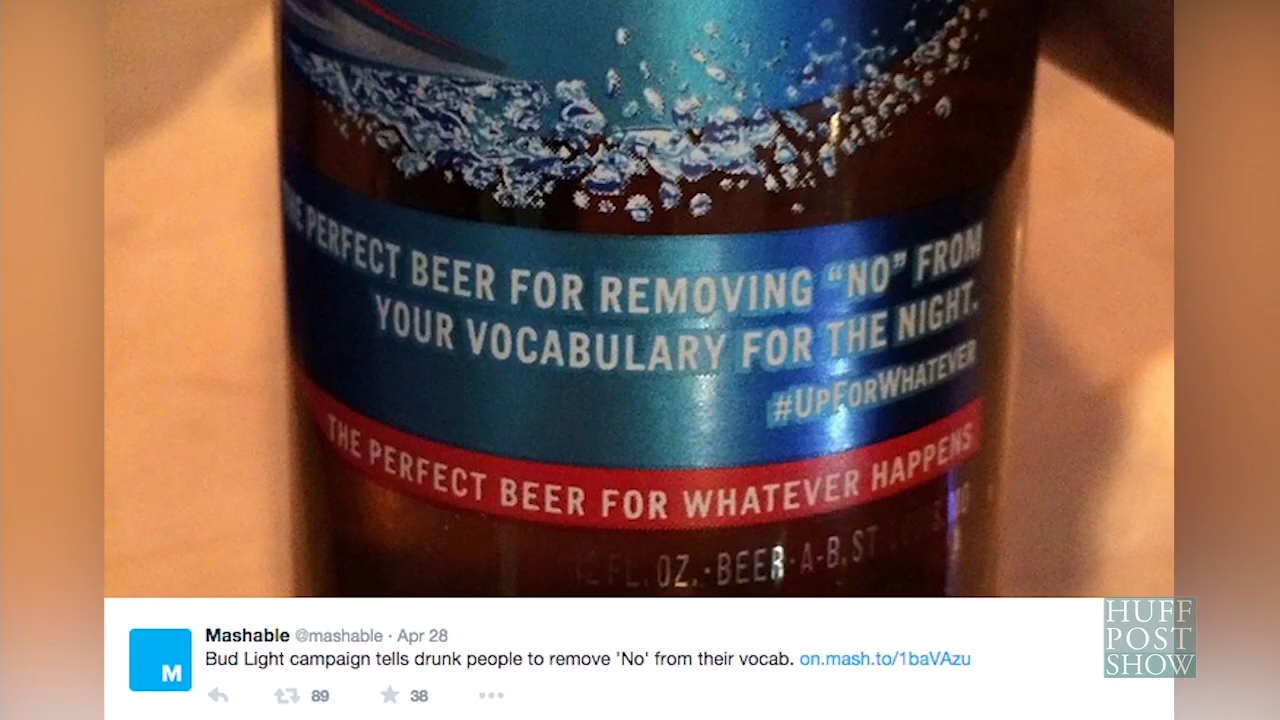 PERFECT BEER FOR REMOVING “NO” FROM
YOUR VOCABULARY FOR THE NIGHT.
#UPFORWHATEVER
THE PERFECT BEER FOR WHATEVER HAPPENS
FL. OZ.·BEER·A-B, ST
Mashable @mashable · Apr 28
Bud Light campaign tells drunk people to remove 'No' from their vocab. on.mash.to/1baVAzu
89 38
M
HUFF
POST
SHOW